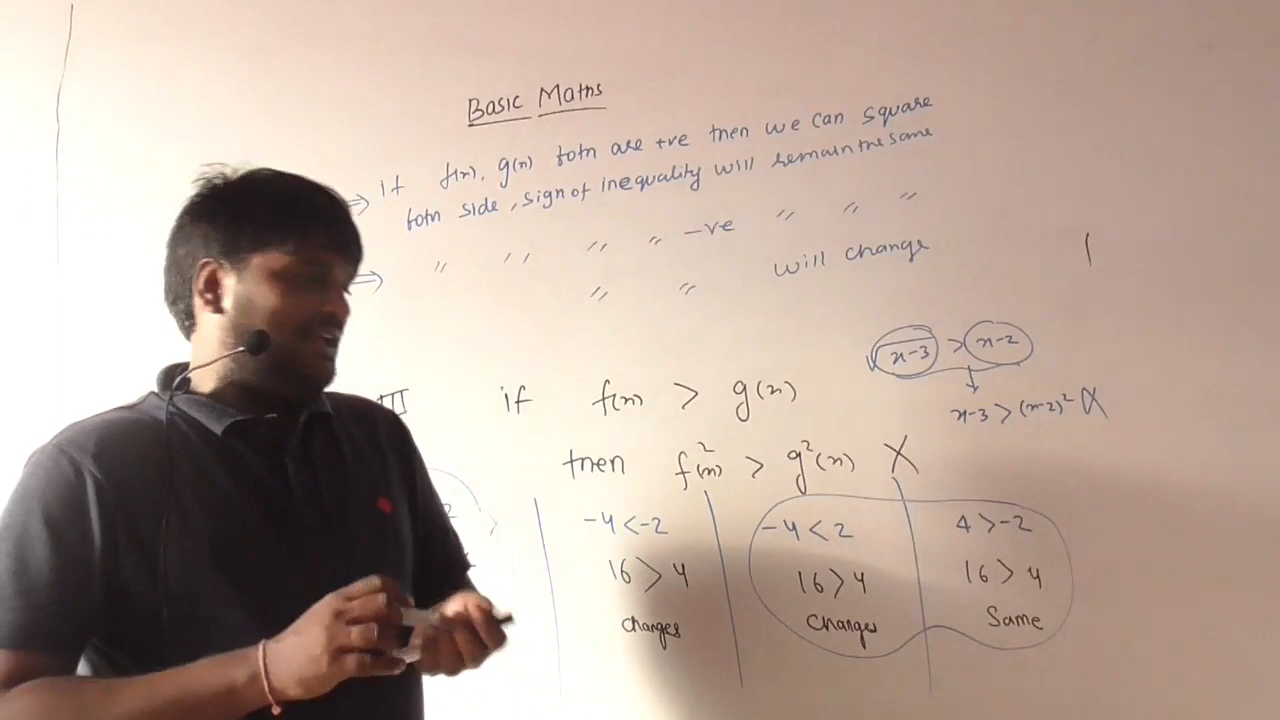 Basic Maths
⇒ if f(x), g(x) both are +ve then we can square
both side, sign of inequality will remain the same
⇒ " " " " -ve " " "
" " will change
x-3 > x-2
x-3 > (x-2)² X
III if f(x) > g(x)
then f²(x) > g²(x) X
-4 < -2
16 > 4
changes
-4 < 2
16 > 4
Changes
4 > -2
16 > 4
Same